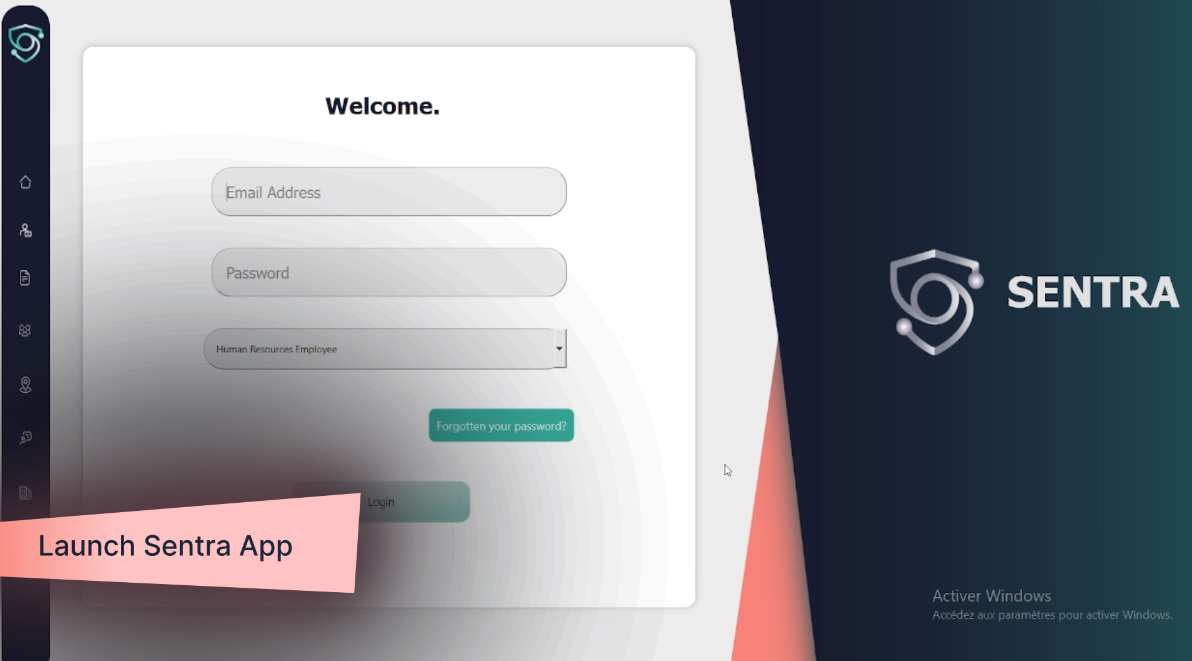 Welcome.
Email Address
Password
Human Resources Employee
Forgotten your password?
Login
Launch Sentra App
SENTRA
Activer Windows
Accédez aux paramètres pour activer Windows.